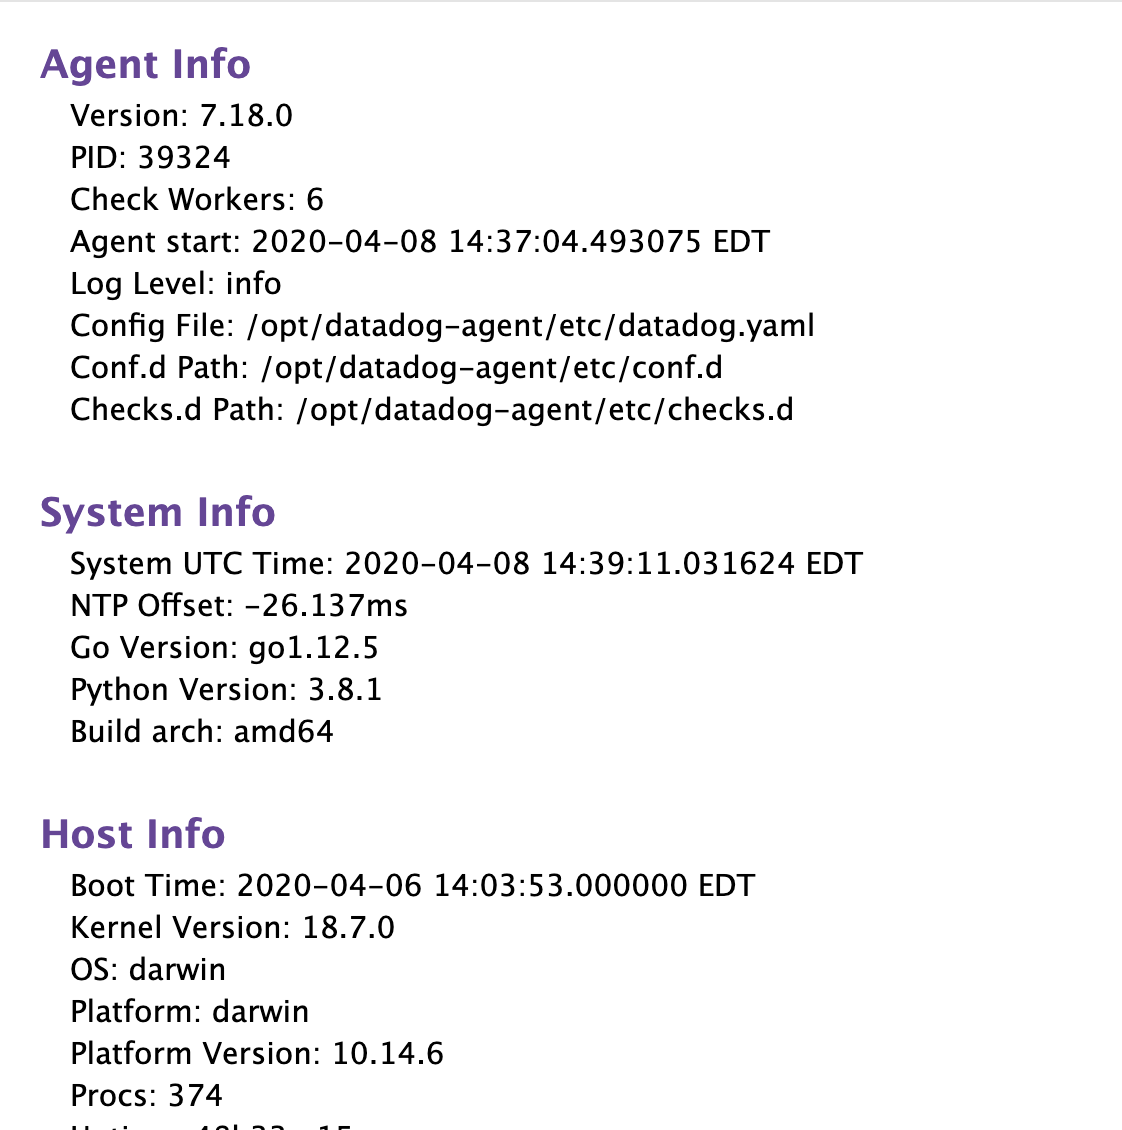 Agent Info
Version: 7.18.0
PID: 39324
Check Workers: 6
Agent start: 2020-04-08 14:37:04.493075 EDT
Log Level: info
Config File: /opt/datadog-agent/etc/datadog.yaml
Conf.d Path: /opt/datadog-agent/etc/conf.d
Checks.d Path: /opt/datadog-agent/etc/checks.d
System Info
System UTC Time: 2020-04-08 14:39:11.031624 EDT
NTP Offset: -26.137ms
Go Version: go1.12.5
Python Version: 3.8.1
Build arch: amd64
Host Info
Boot Time: 2020-04-06 14:03:53.000000 EDT
Kernel Version: 18.7.0
OS: darwin
Platform: darwin
Platform Version: 10.14.6
Procs: 374